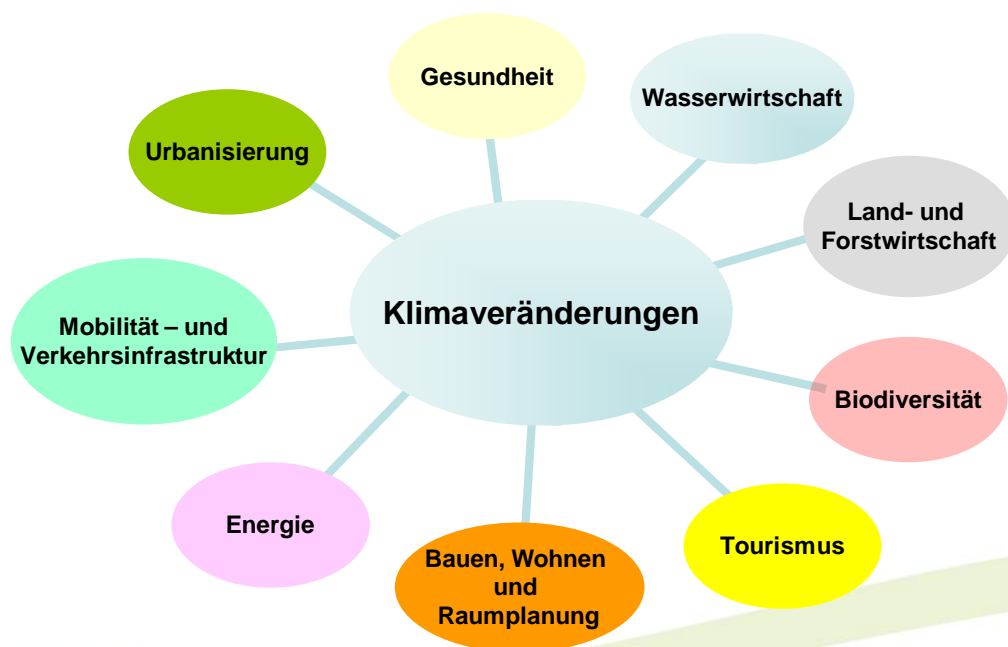 Gesundheit
Wasserwirtschaft
Urbanisierung
Land- und
Forstwirtschaft
Klimaveränderungen
Mobilität – und
Verkehrsinfrastruktur
Biodiversität
Energie
Tourismus
Bauen, Wohnen
und
Raumplanung